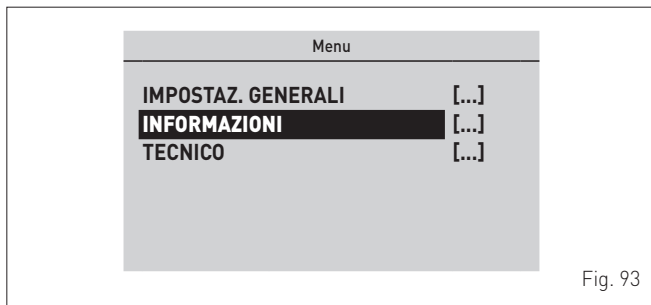 Menu
IMPOSTAZ. GENERALI [...]
INFORMAZIONI [...]
TECNICO [...]
Fig. 93